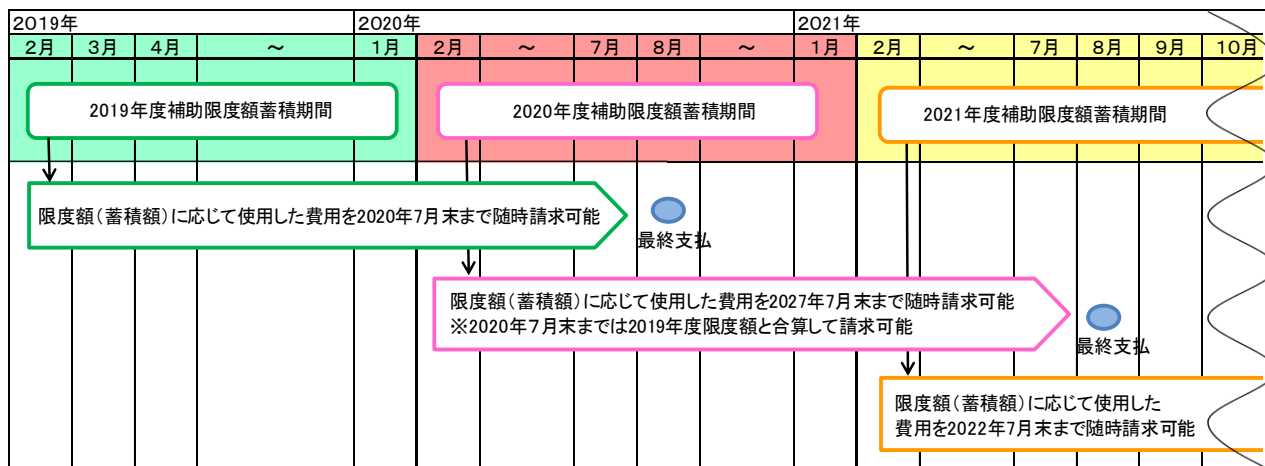 2019年 2020年 2021年
2月 3月 4月 ～ 1月 2月 ～ 7月 8月 ～ 1月 2月 ～ 7月 8月 9月 10月
2019年度補助限度額蓄積期間 2020年度補助限度額蓄積期間 2021年度補助限度額蓄積期間
限度額（蓄積額）に応じて使用した費用を2020年7月末まで随時請求可能
最終支払
限度額（蓄積額）に応じて使用した費用を2027年7月末まで随時請求可能
※2020年7月末までは2019年度限度額と合算して請求可能
最終支払
限度額（蓄積額）に応じて使用した
費用を2022年7月末まで随時請求可能